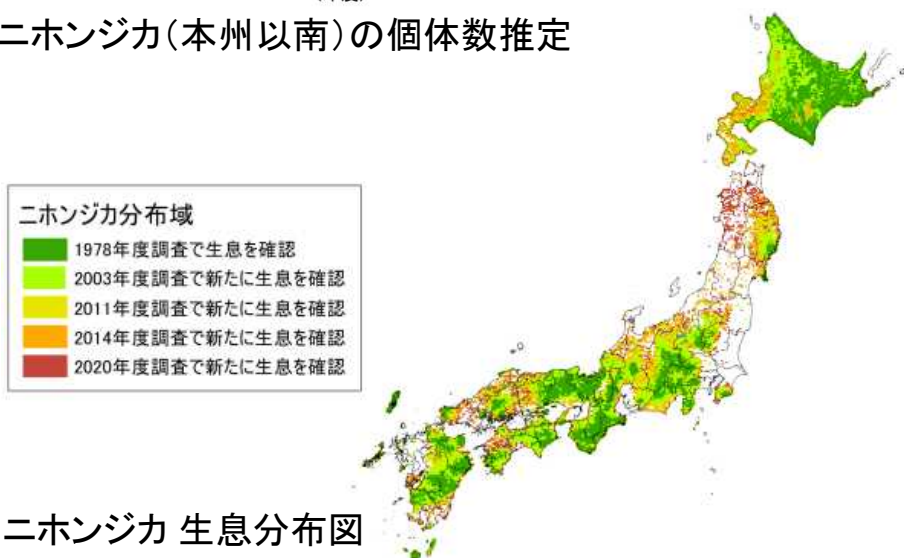 ニホンジカ(本州以南)の個体数推定
ニホンジカ分布域
1978年度調査で生息を確認
2003年度調査で新たに生息を確認
2011年度調査で新たに生息を確認
2014年度調査で新たに生息を確認
2020年度調査で新たに生息を確認
ニホンジカ 生息分布図